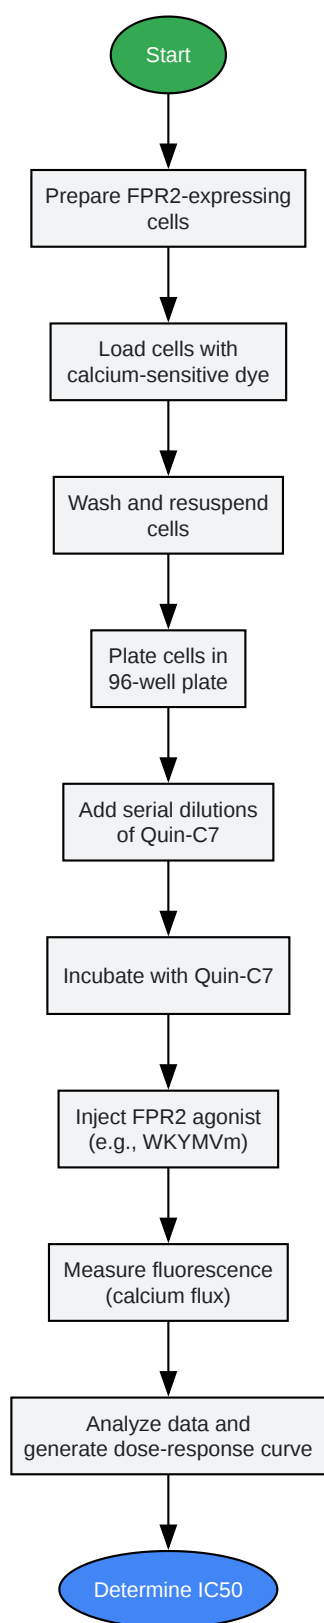 Start
Prepare FPR2-expressing
cells
Load cells with
calcium-sensitive dye
Wash and resuspend
cells
Plate cells in
96-well plate
Add serial dilutions
of Quin-C7
Incubate with Quin-C7
Inject FPR2 agonist
(e.g., WKYMVm)
Measure fluorescence
(calcium flux)
Analyze data and
generate dose-response curve
Determine IC50